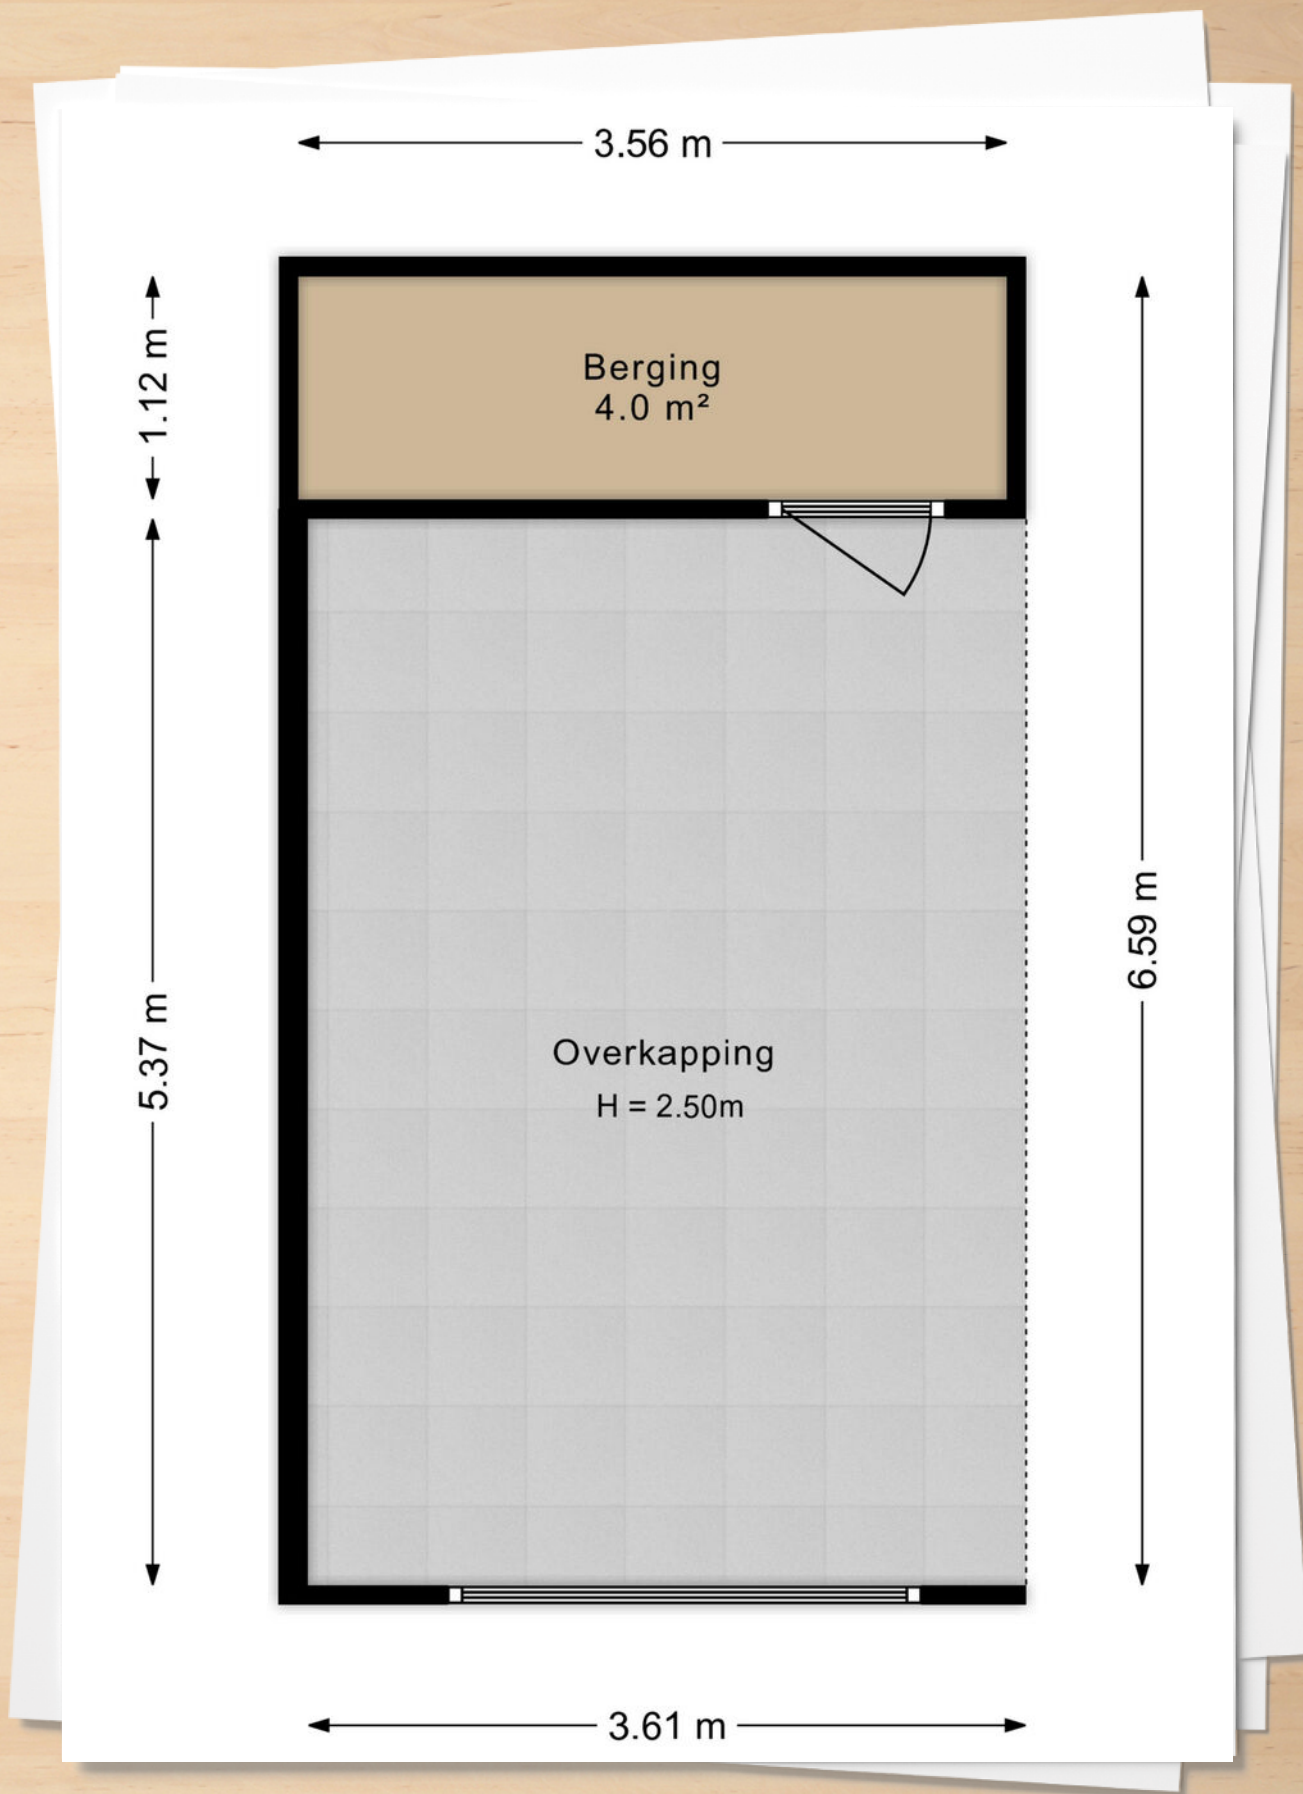 3.56 m
1.12 m
Berging
4.0 m²
5.37 m
6.59 m
Overkapping
H = 2.50m
3.61 m